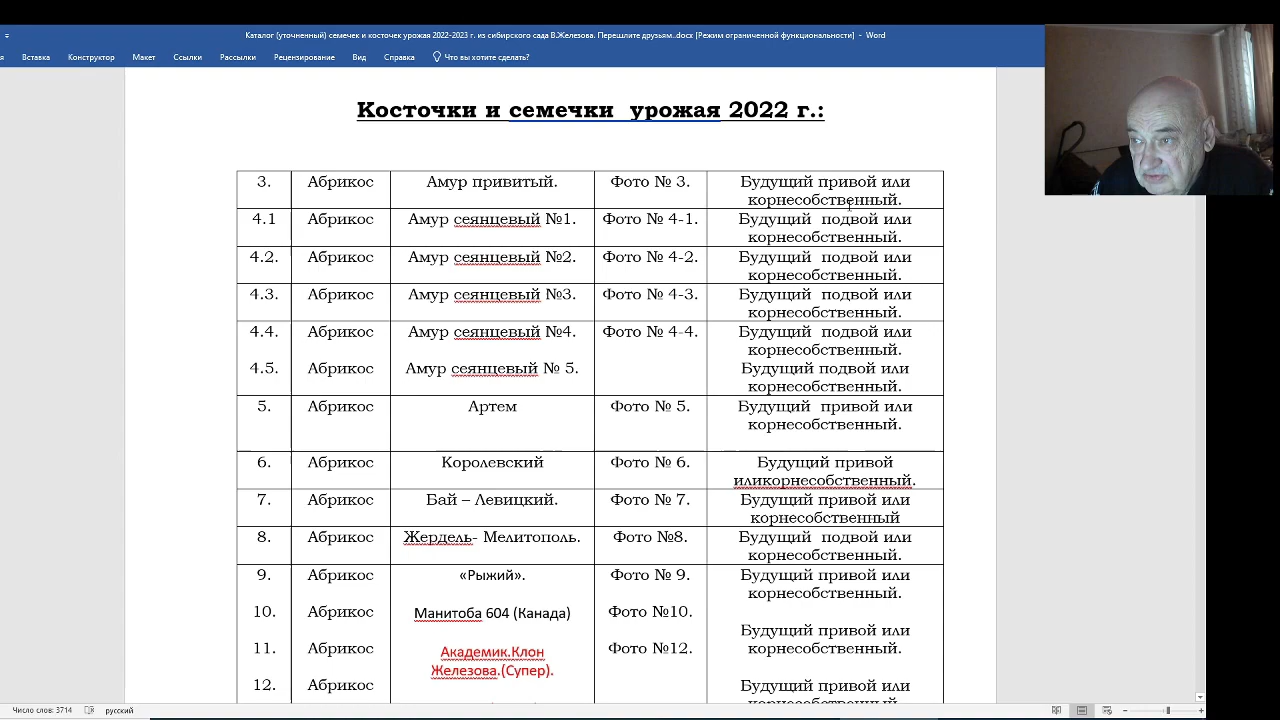 Каталог (уточненный) семечек и косточек урожая 2022-2023 г. из сибирского сада В.Железова. Перешлите друзьям..docx [Режим ограниченной функциональности] - Word
Вставка Конструктор Макет Ссылки Рассылки Рецензирование Вид Справка Что вы хотите сделать?
Косточки и семечки урожая 2022 г.:
3. Абрикос Амур привитый. Фото № 3. Будущий привой или
корнесобственный.
4.1 Абрикос Амур сеянцевый №1. Фото № 4-1. Будущий подвой или
корнесобственный.
4.2. Абрикос Амур сеянцевый №2. Фото № 4-2. Будущий подвой или
корнесобственный.
4.3. Абрикос Амур сеянцевый №3. Фото № 4-3. Будущий подвой или
корнесобственный.
4.4. Абрикос Амур сеянцевый №4. Фото № 4-4. Будущий подвой или
корнесобственный.
4.5. Абрикос Амур сеянцевый № 5. Будущий подвой или
корнесобственный.
5. Абрикос Артем Фото № 5. Будущий привой или
корнесобственный.
6. Абрикос Королевский Фото № 6. Будущий привой
иликорнесобственный.
7. Абрикос Бай – Левицкий. Фото № 7. Будущий привой или
корнесобственный
8. Абрикос Жердель- Мелитополь. Фото №8. Будущий подвой или
корнесобственный.
9. Абрикос «Рыжий». Фото № 9. Будущий привой или
корнесобственный.
10. Абрикос Манитоба 604 (Канада) Фото №10.
Будущий привой или
11. Абрикос Академик.Клон Фото №12. корнесобственный.
Железова.(Супер).
12. Абрикос Будущий привой или
Число слов: 3714 русский